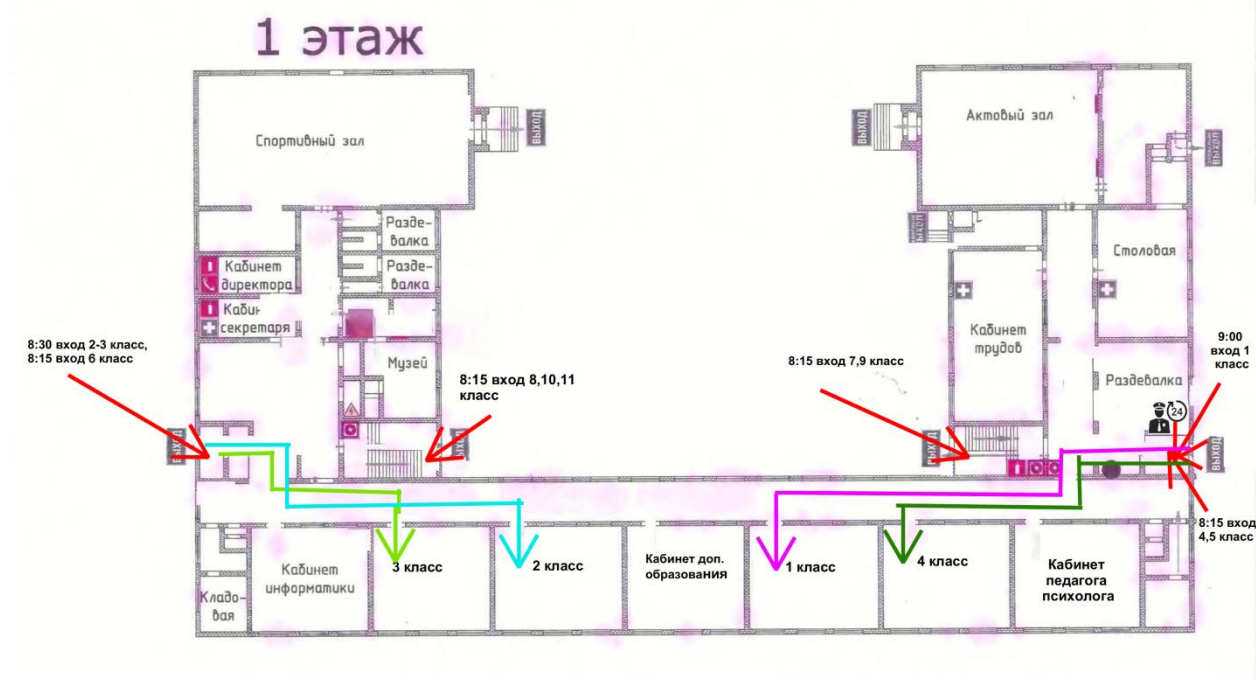 1 этаж
Спортивный зал
ВЫХОД
ВЫХОД
Актовый зал
ВЫХОД
Разде-
валка
Разде-
валка
ВЫХОД
Столовая
Кабинет
директора
Каби
секретаря
Кабинет
трудов
8:30 вход 2-3 класс,
8:15 вход 6 класс
Музей
8:15 вход 8,10,11
класс
8:15 вход 7,9 класс
9:00
вход 1
класс
Раздевалка
24
ВЫХОД
ВЫХОД
ВЫХОД
ВЫХОД
8:15 вход
4,5 класс
Кабинет
информатики
3 класс
2 класс
Кабинет доп.
образования
1 класс
4 класс
Кабинет
педагога
психолога
Кладо-
вая